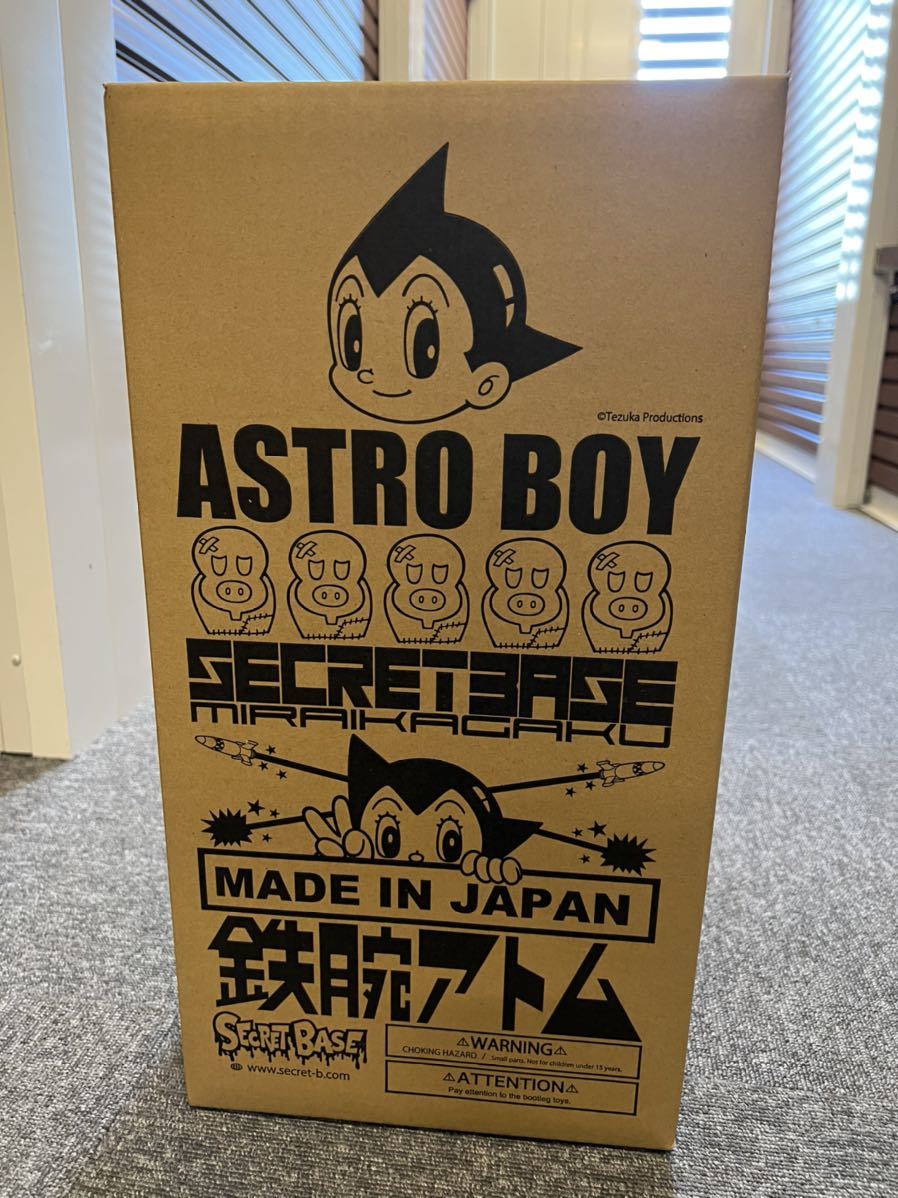 ©Tezuka Productions
ASTRO BOY
SECRETBASE
MIRAIKAGAKU
MADE IN JAPAN
鉄腕アトム
SECRET BASE
www.secret-b.com
⚠WARNING⚠
CHOKING HAZARD / Small parts. Not for children under 15 years.
⚠ATTENTION⚠
Pay attention to the bootleg toys.